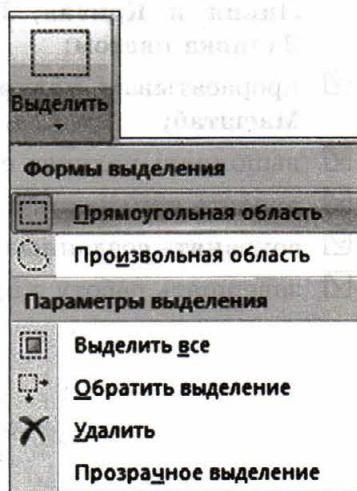 Выделить
Формы выделения
Прямоугольная область
Произвольная область
Параметры выделения
Выделить все
Обратить выделение
Удалить
Прозрачное выделение